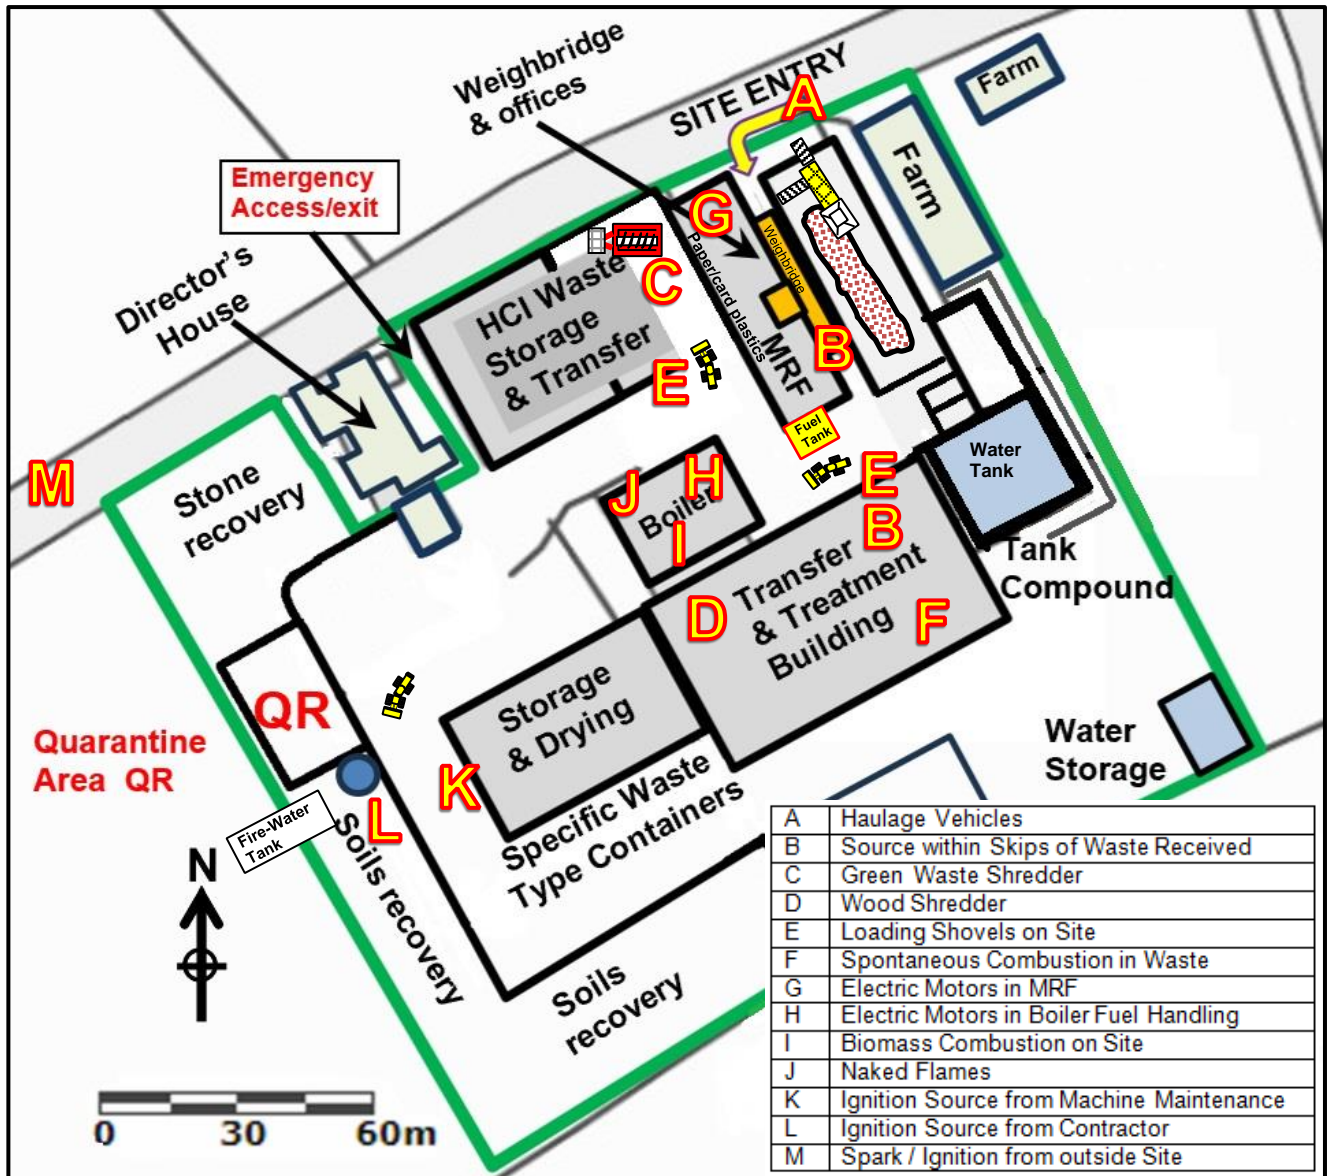 Weighbridge
& offices
SITE ENTRY
A
Farm
Farm
Emergency
Access/exit
Director's
House
G
Weighbridge
Paper/card plastics
MRF
B
C
HCI Waste
Storage
& Transfer
E
Fuel
Tank
Water
Tank
M
Stone
recovery
J
H
Boiler
I
E
B
Transfer
& Treatment
Building
D
F
Tank
Compound
QR
Quarantine
Area QR
Storage
& Drying
K
Water
Storage
Specific Waste
Type Containers
L
Fire-Water
Tank
Soils recovery
N
Soils
recovery
0 30 60m
A Haulage Vehicles
B Source within Skips of Waste Received
C Green Waste Shredder
D Wood Shredder
E Loading Shovels on Site
F Spontaneous Combustion in Waste
G Electric Motors in MRF
H Electric Motors in Boiler Fuel Handling
I Biomass Combustion on Site
J Naked Flames
K Ignition Source from Machine Maintenance
L Ignition Source from Contractor
M Spark / Ignition from outside Site